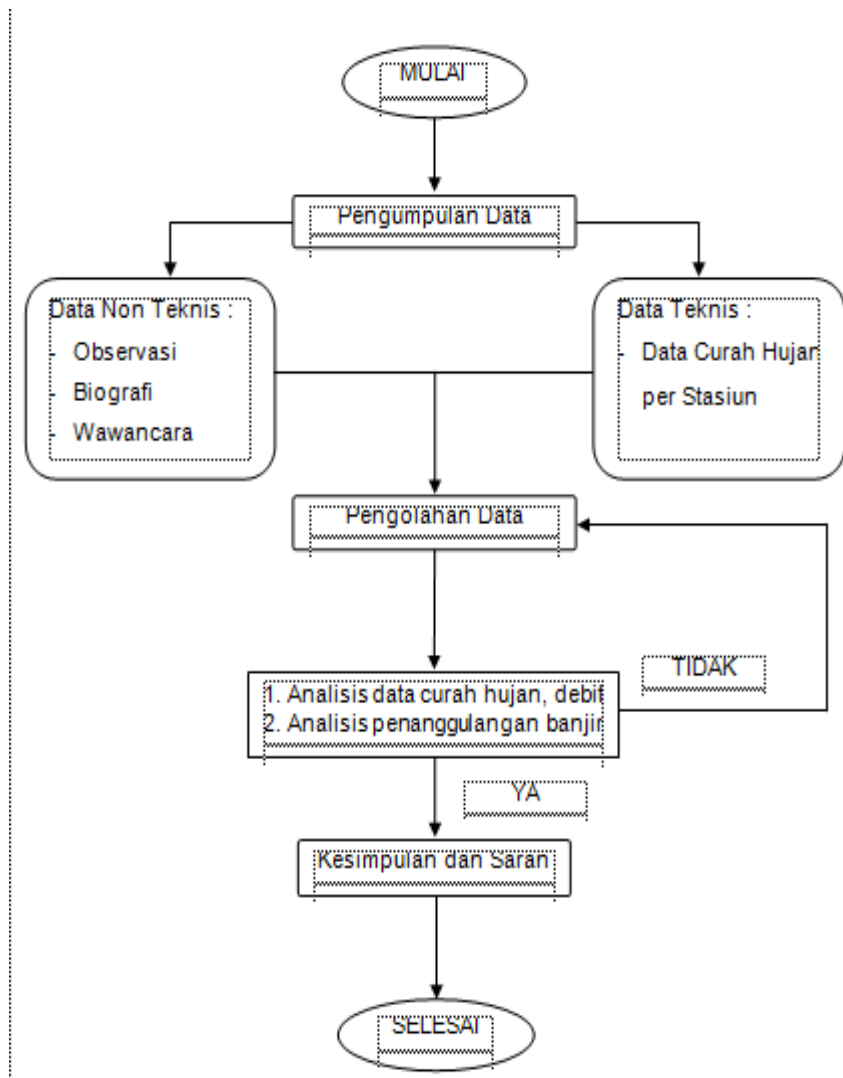 MULAI
Pengumpulan Data
Data Non Teknis :
- Observasi
- Biografi
- Wawancara
Data Teknis :
- Data Curah Hujan
per Stasiun
Pengolahan Data
1. Analisis data curah hujan, debit
2. Analisis penanggulangan banjir
TIDAK
YA
Kesimpulan dan Saran
SELESAI